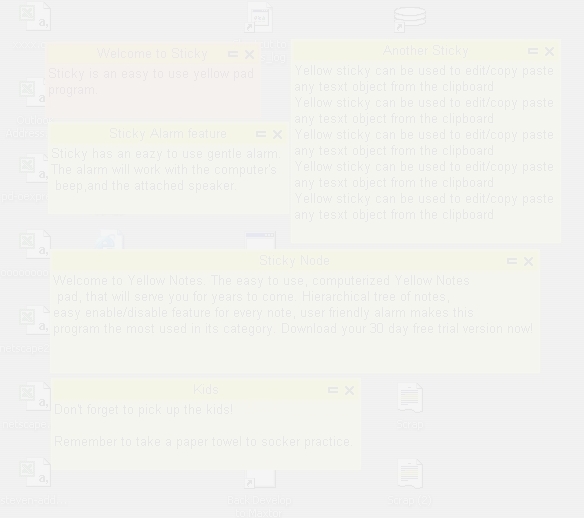 Welcome to Sticky
Sticky is an easy to use yellow pad
program
Another Sticky
Yellow sticky can be used to edit/copy paste
any tesxt object from the clipboard
Yellow sticky can be used to edit/copy paste
any tesxt object from the clipboard
Yellow sticky can be used to edit/copy paste
any tesxt object from the clipboard
Yellow sticky can be used to edit/copy paste
any tesxt object from the clipboard
Yellow sticky can be used to edit/copy paste
any tesxt object from the clipboard
Sticky Alarm feature
Sticky has an eazy to use gentle alarm.
The alarm will work with the computer's
beep,and the attached speaker.
Sticky Node
Welcome to Yellow Notes. The easy to use, computerized Yellow Notes
pad, that will serve you for years to come. Hierarchical tree of notes,
easy enable/disable feature for every note, user friendly alarm makes this
program the most used in its category. Download your 30 day free trial version now!
Kids
Don't forget to pick up the kids!
Remember to take a paper towel to socker practice.